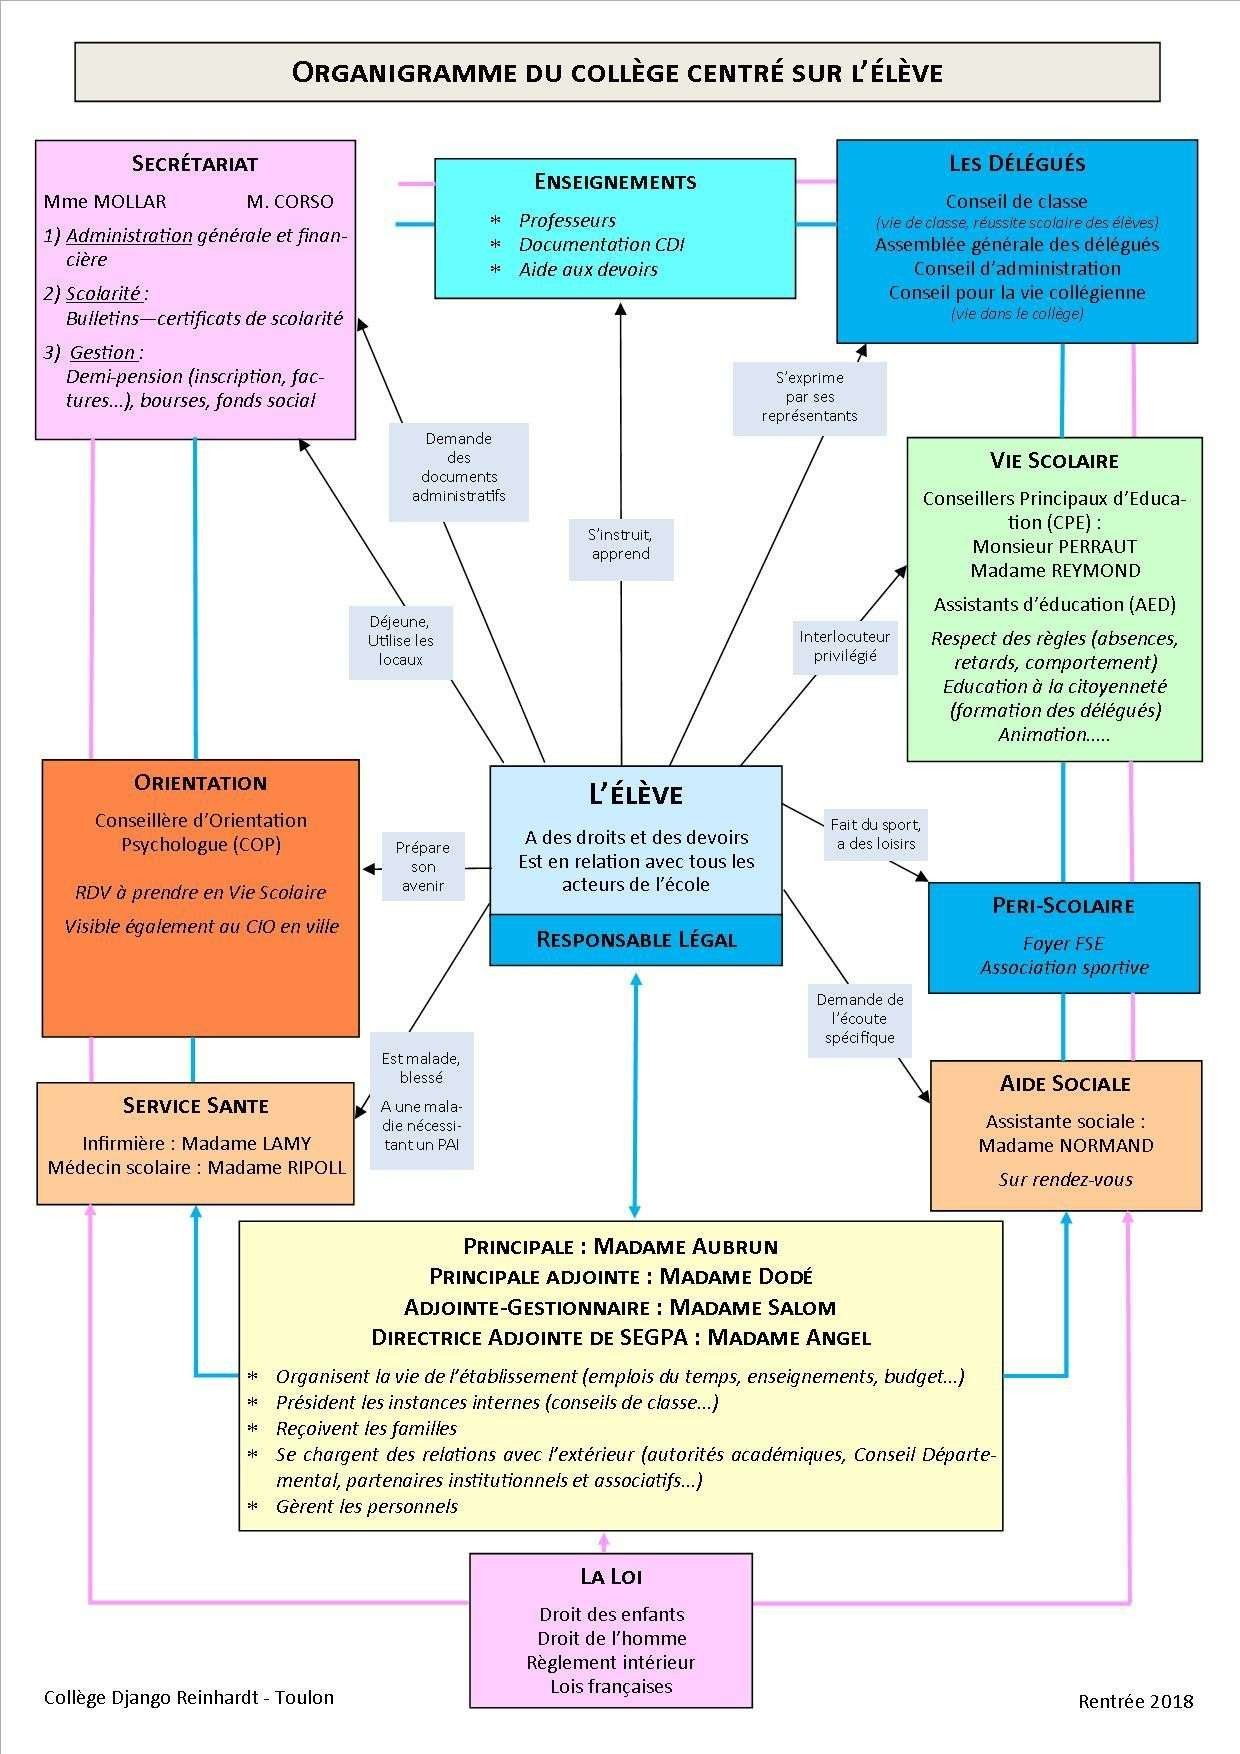 ORGANIGRAMME DU COLLÈGE CENTRÉ SUR L'ÉLÈVE
SECRÉTARIAT
Mme MOLLAR M. CORSO
1) Administration générale et finan-
cière
2) Scolarité :
Bulletins—certificats de scolarité
3) Gestion :
Demi-pension (inscription, fac-
tures...), bourses, fonds social
ENSEIGNEMENTS
* Professeurs
* Documentation CDI
* Aide aux devoirs
LES DÉLÉGUÉS
Conseil de classe
(vie de classe, réussite scolaire des élèves)
Assemblée générale des délégués
Conseil d'administration
Conseil pour la vie collégienne
(vie dans le collège)
S'exprime
par ses
représentants
Demande
des
documents
administratifs
S'instruit,
apprend
Déjeune,
Utilise les
locaux
Interlocuteur
privilégié
VIE SCOLAIRE
Conseillers Principaux d'Educa-
tion (CPE) :
Monsieur PERRAUT
Madame REYMOND
Assistants d'éducation (AED)
Respect des règles (absences,
retards, comportement)
Education à la citoyenneté
(formation des délégués)
Animation.....
ORIENTATION
Conseillère d'Orientation
Psychologue (COP)
RDV à prendre en Vie Scolaire
Visible également au CIO en ville
Prépare
son
avenir
L'ÉLÈVE
A des droits et des devoirs
Est en relation avec tous les
acteurs de l'école
RESPONSABLE LÉGAL
Fait du sport,
a des loisirs
PERI-SCOLAIRE
Foyer FSE
Association sportive
Demande de
l'écoute
spécifique
Est malade,
blessé
A une mala-
die nécessi-
tant un PAI
SERVICE SANTE
Infirmière : Madame LAMY
Médecin scolaire : Madame RIPOLL
AIDE SOCIALE
Assistante sociale :
Madame NORMAND
Sur rendez-vous
PRINCIPALE : MADAME AUBRUN
PRINCIPALE ADJOINTE : MADAME DODÉ
ADJOINTE-GESTIONNAIRE : MADAME SALOM
DIRECTRICE ADJOINTE DE SEGPA : MADAME ANGEL
* Organisent la vie de l'établissement (emplois du temps, enseignements, budget...)
* Président les instances internes (conseils de classe...)
* Reçoivent les familles
* Se chargent des relations avec l'extérieur (autorités académiques, Conseil Départe-
mental, partenaires institutionnels et associatifs...)
* Gèrent les personnels
LA LOI
Droit des enfants
Droit de l'homme
Règlement intérieur
Lois françaises
Collège Django Reinhardt - Toulon
Rentrée 2018